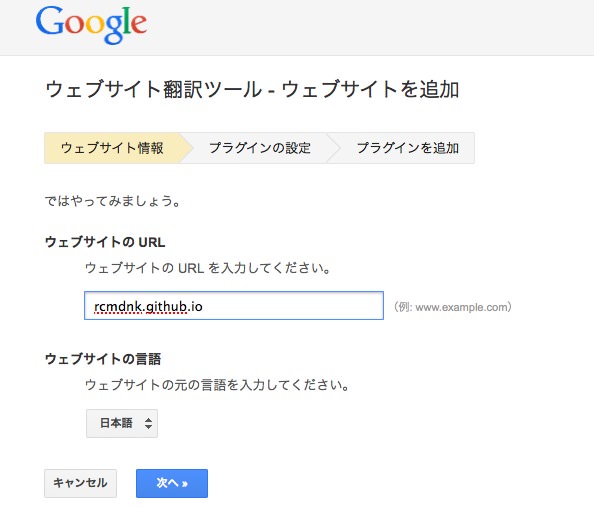 Google
ウェブサイト翻訳ツール - ウェブサイトを追加
ウェブサイト情報 プラグインの設定 プラグインを追加
ではやってみましょう。
ウェブサイトの URL
ウェブサイトの URL を入力してください。
rcmdnk.github.io (例: www.example.com)
ウェブサイトの言語
ウェブサイトの元の言語を入力してください。
日本語
キャンセル 次へ »